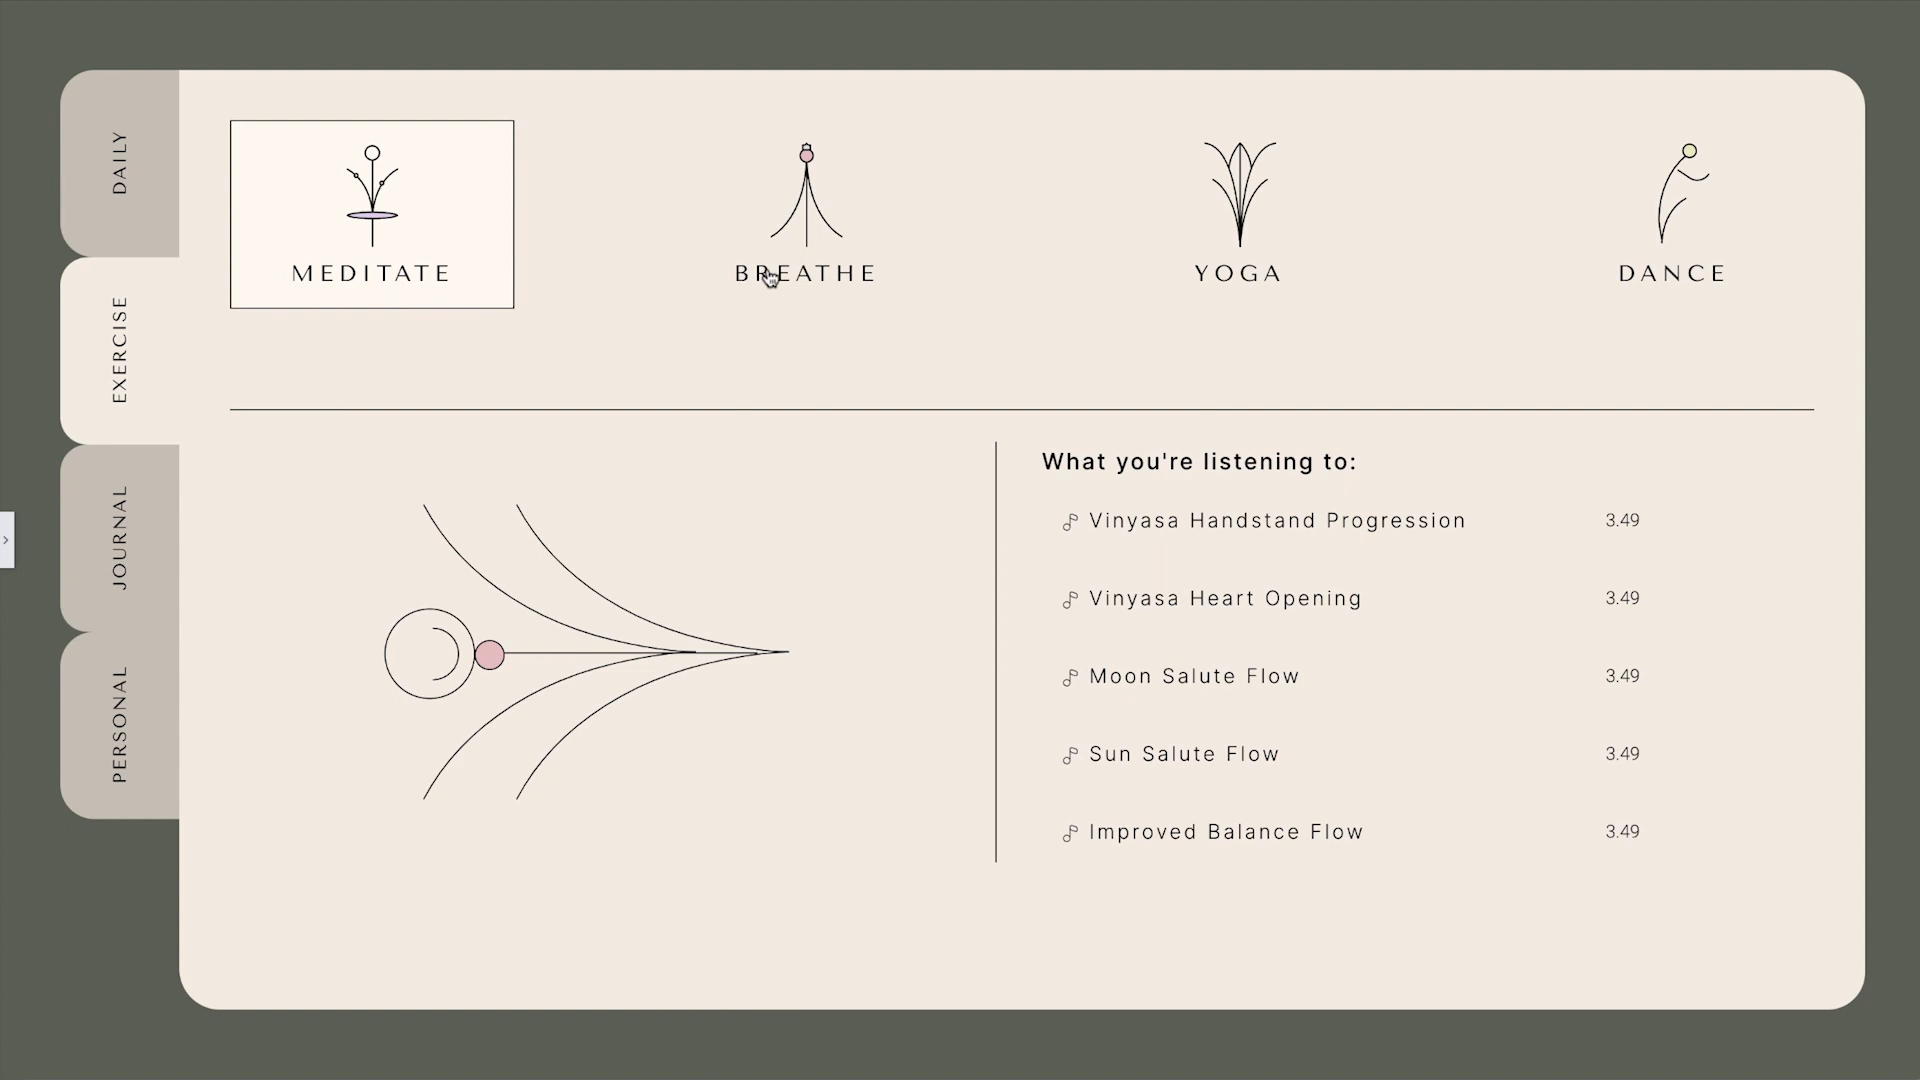 DAILY
EXERCISE
JOURNAL
PERSONAL
MEDITATE
BREATHE
YOGA
DANCE
What you're listening to:
Vinyasa Handstand Progression 3.49
Vinyasa Heart Opening 3.49
Moon Salute Flow 3.49
Sun Salute Flow 3.49
Improved Balance Flow 3.49